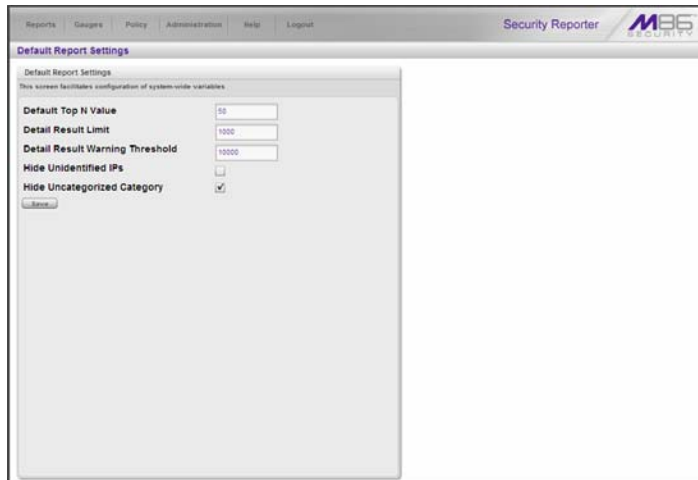 Reports Gauges Policy Administration Help Logout
Security Reporter
M86
SECURITY
Default Report Settings
Default Report Settings
This screen facilitates configuration of system-wide variables
Default Top N Value 50
Detail Result Limit 1000
Detail Result Warning Threshold 10000
Hide Unidentified IPs
Hide Uncategorized Category
Save